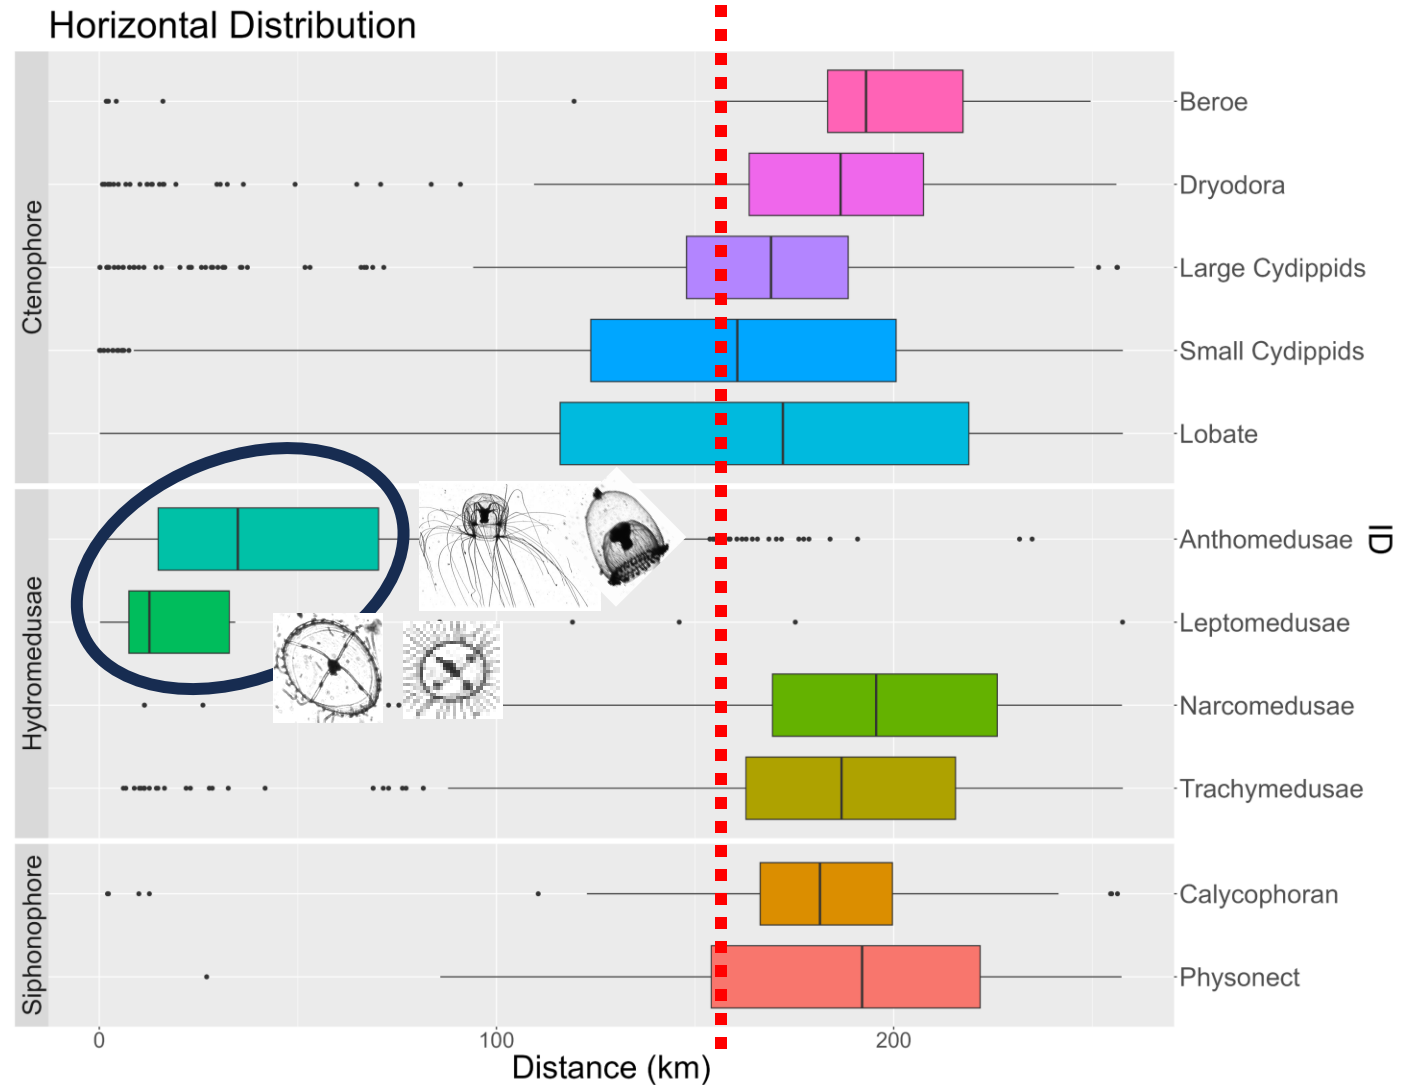 Horizontal Distribution
Ctenophore
Beroe
Dryodora
Large Cydippids
Small Cydippids
Lobate
Hydromedusae
Anthomedusae
Leptomedusae
Narcomedusae
Trachymedusae
Siphonophore
Calycophoran
Physonect
ID
0 100 200
Distance (km)